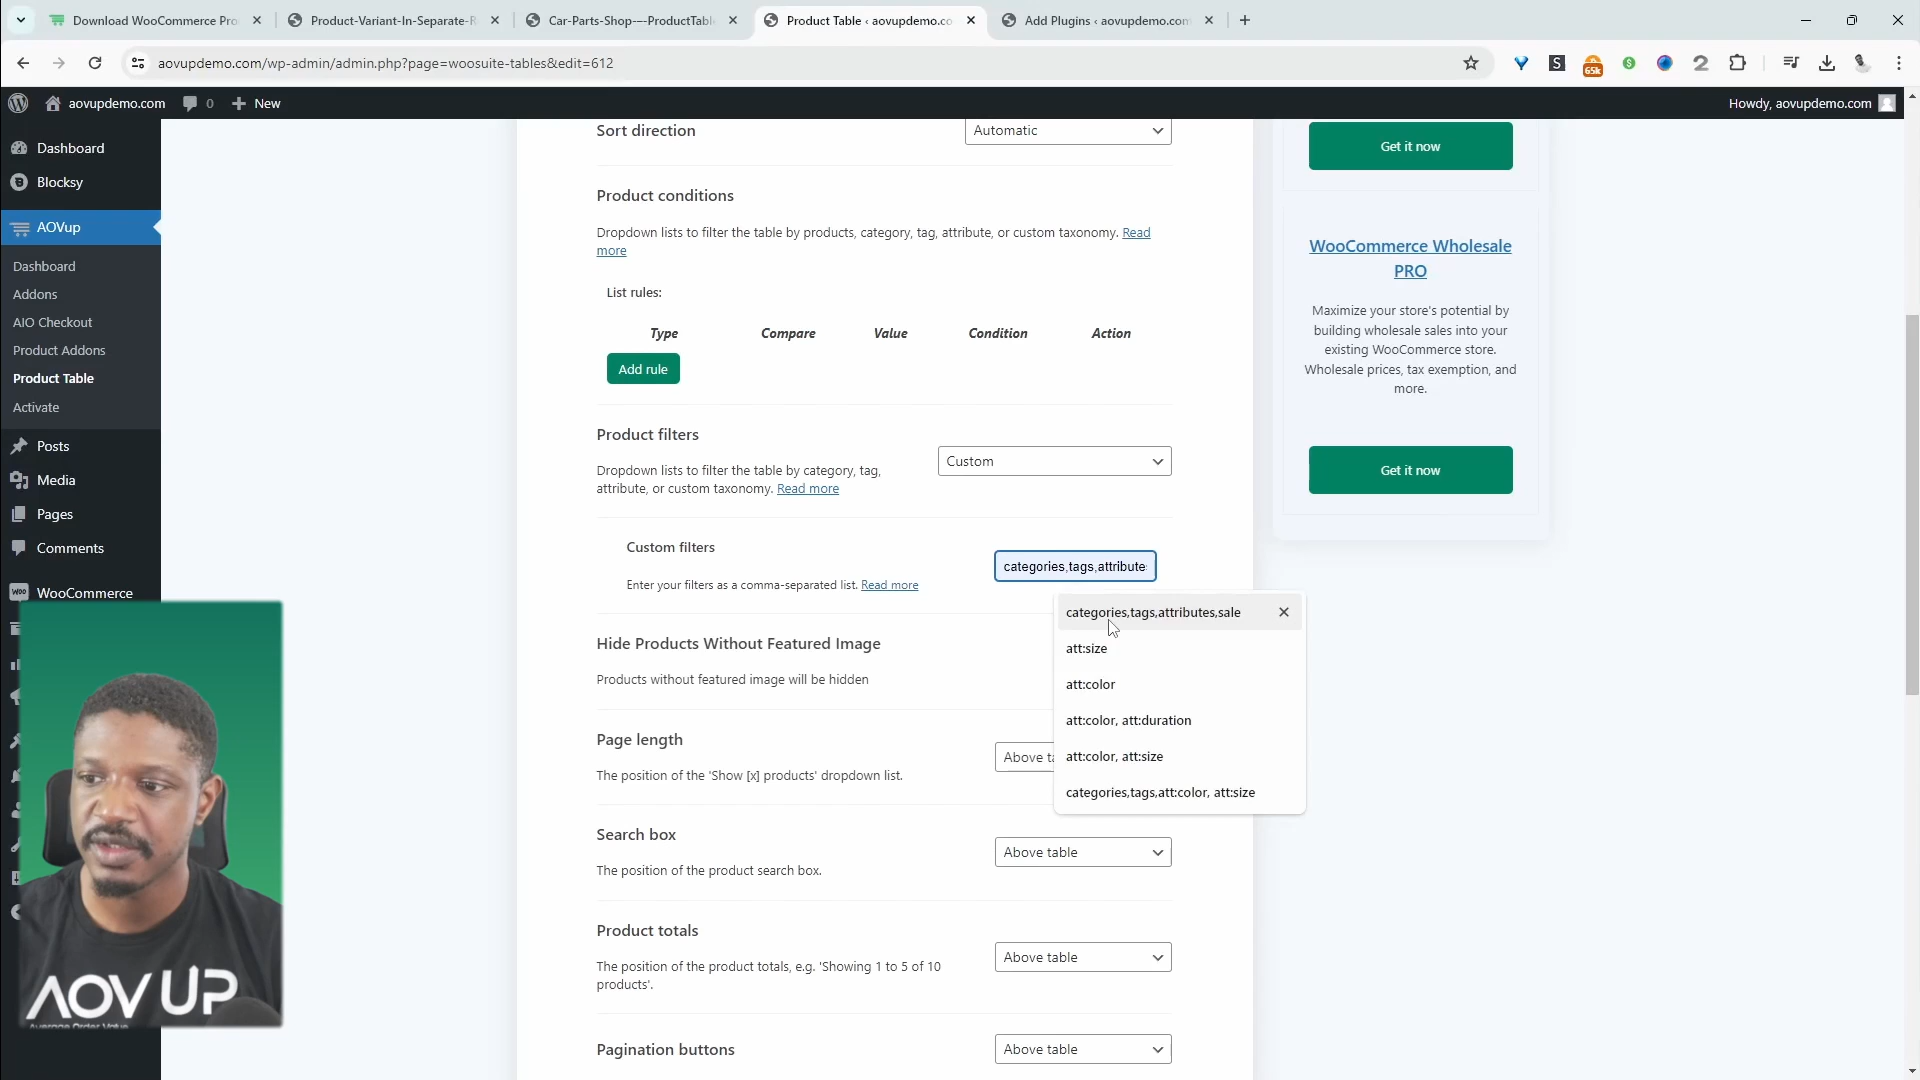 Download WooCommerce Pro
Product-Variant-In-Separate-R
Car-Parts-Shop-–-ProductTabl
Product Table ‹ aovupdemo.co
Add Plugins ‹ aovupdemo.com
aovupdemo.com/wp-admin/admin.php?page=woosuite-tables&edit=612
65k
aovupdemo.com
0
New
Howdy, aovupdemo.com
Dashboard
Blocksy
AOVup
Dashboard
Addons
AIO Checkout
Product Addons
Product Table
Activate
Posts
Media
Pages
Comments
WooCommerce
Sort direction
Automatic
Product conditions
Dropdown lists to filter the table by products, category, tag, attribute, or custom taxonomy. Read
more
List rules:
Type Compare Value Condition Action
Add rule
Product filters
Custom
Dropdown lists to filter the table by category, tag,
attribute, or custom taxonomy. Read more
Custom filters
categories,tags,attribute
Enter your filters as a comma-separated list. Read more
categories,tags,attributes,sale
att:size
att:color
att:color, att:duration
att:color, att:size
categories,tags,att:color, att:size
Hide Products Without Featured Image
Products without featured image will be hidden
Page length
Above ta
The position of the 'Show [x] products' dropdown list.
Search box
Above table
The position of the product search box.
Product totals
Above table
The position of the product totals, e.g. 'Showing 1 to 5 of 10
products'.
Pagination buttons
Above table
Get it now
WooCommerce Wholesale
PRO
Maximize your store's potential by
building wholesale sales into your
existing WooCommerce store.
Wholesale prices, tax exemption, and
more.
Get it now
AOV UP
Average Order Value